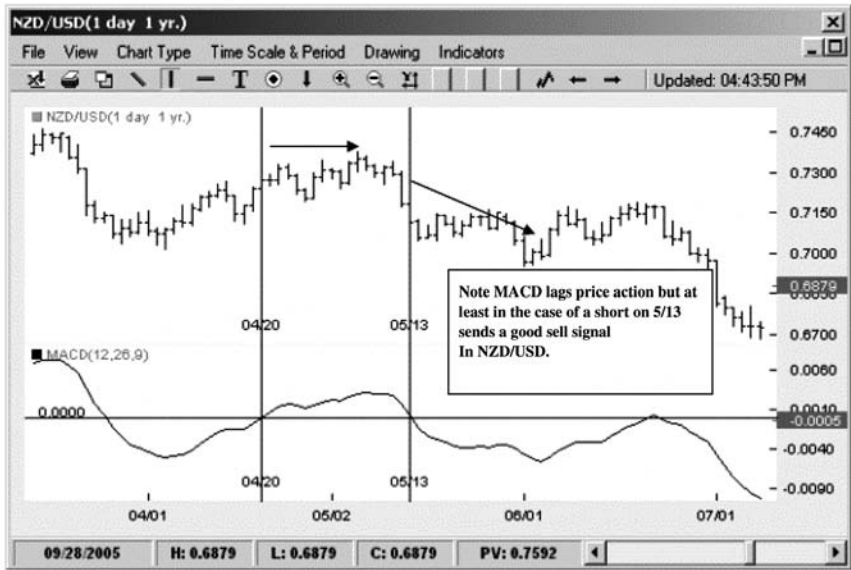 NZD/USD(1 day 1 yr.)
File View Chart Type Time Scale & Period Drawing Indicators
T Updated: 04:43:50 PM
NZD/USD(1 day 1 yr.)
0.7450
0.7300
0.7150
0.7000
0.6879
0.6850
0.6700
Note MACD lags price action but at
least in the case of a short on 5/13
sends a good sell signal
In NZD/USD.
04/20 05/13
MACD(12,26,9)
0.0060
0.0000
0.0010
-0.0005
-0.0040
-0.0090
04/20 05/13
04/01 05/02 06/01 07/01
09/28/2005 H: 0.6879 L: 0.6879 C: 0.6879 PV: 0.7592